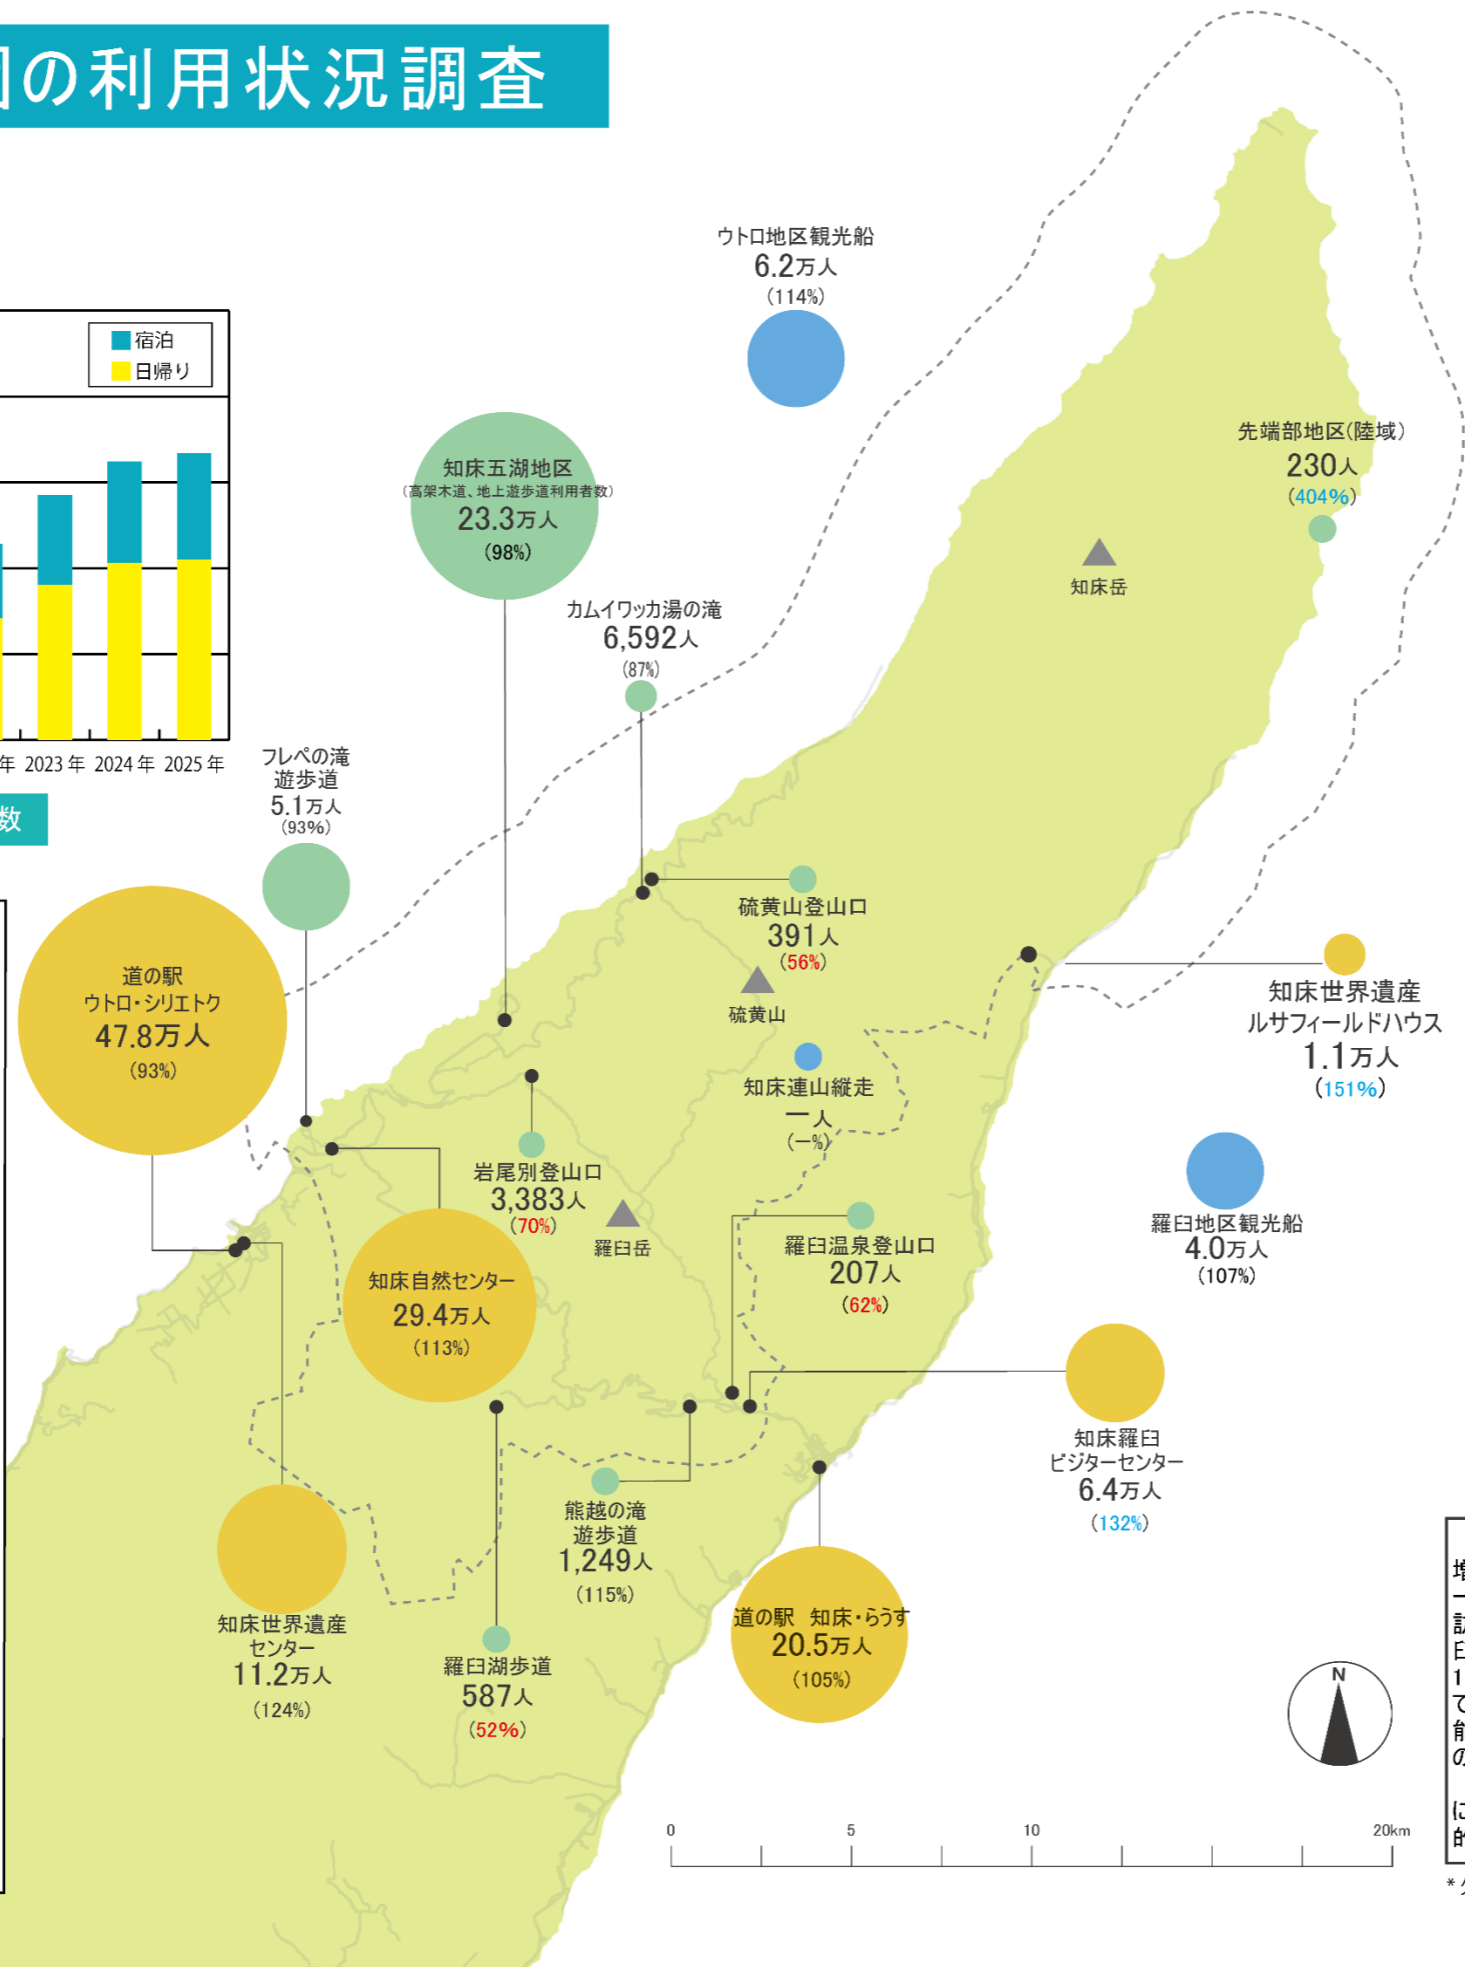 の利用状況調査
宿泊
日帰り
年 2023 年 2024 年 2025 年
数
ウトロ地区観光船
6.2万人
(114%)
先端部地区(陸域)
230人
(404%)
知床五湖地区
(高架木道、地上遊歩道利用者数)
23.3万人
(98%)
知床岳
カムイワッカ湯の滝
6,592人
(87%)
フレペの滝
遊歩道
5.1万人
(93%)
硫黄山登山口
391人
(56%)
硫黄山
道の駅
ウトロ・シリエトク
47.8万人
(93%)
知床世界遺産
ルサフィールドハウス
1.1万人
(151%)
知床連山縦走
ー人
(ー%)
岩尾別登山口
3,383人
(70%)
羅臼岳
羅臼温泉登山口
207人
(62%)
羅臼地区観光船
4.0万人
(107%)
知床自然センター
29.4万人
(113%)
知床羅臼
ビジターセンター
6.4万人
(132%)
熊越の滝
遊歩道
1,249人
(115%)
知床世界遺産
センター
11.2万人
(124%)
羅臼湖歩道
587人
(52%)
道の駅 知床・らうす
20.5万人
(105%)
N
0 5 10 20km
増
ー
訪
臼
1
て
能
の
に
的
*